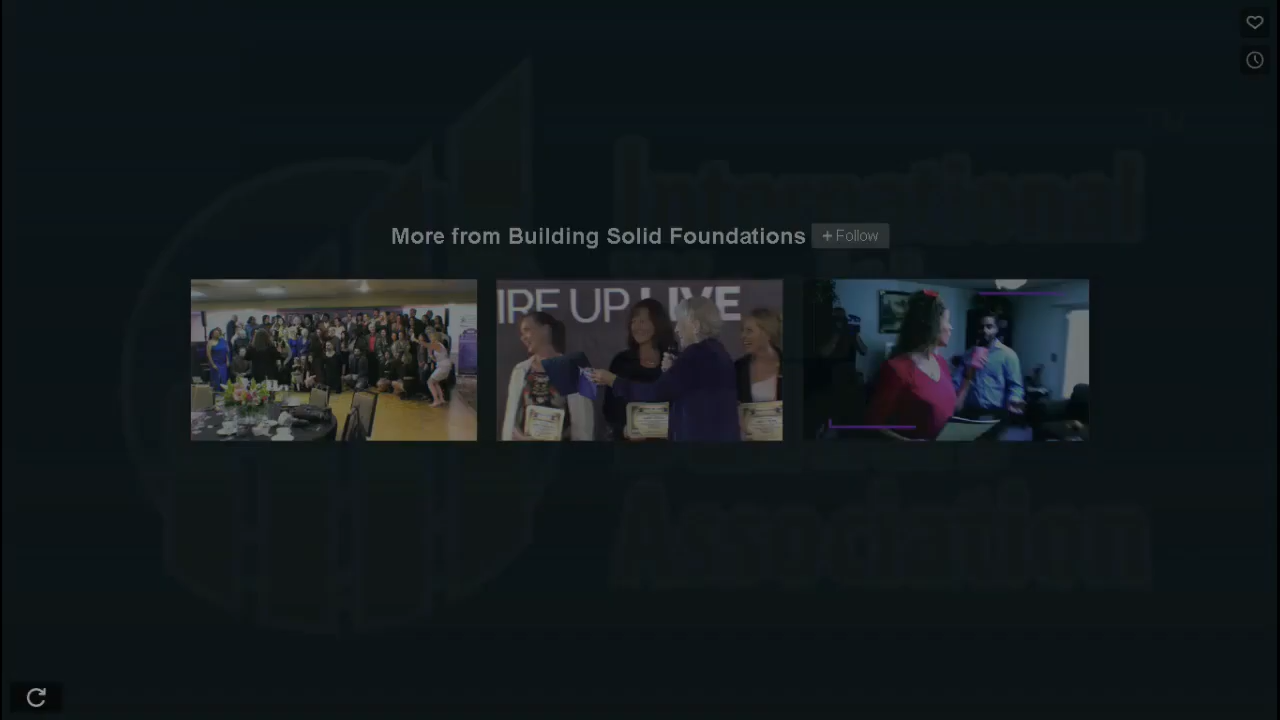 International
More from Building Solid Foundations
+ Follow
IRE UP LIVE
Association